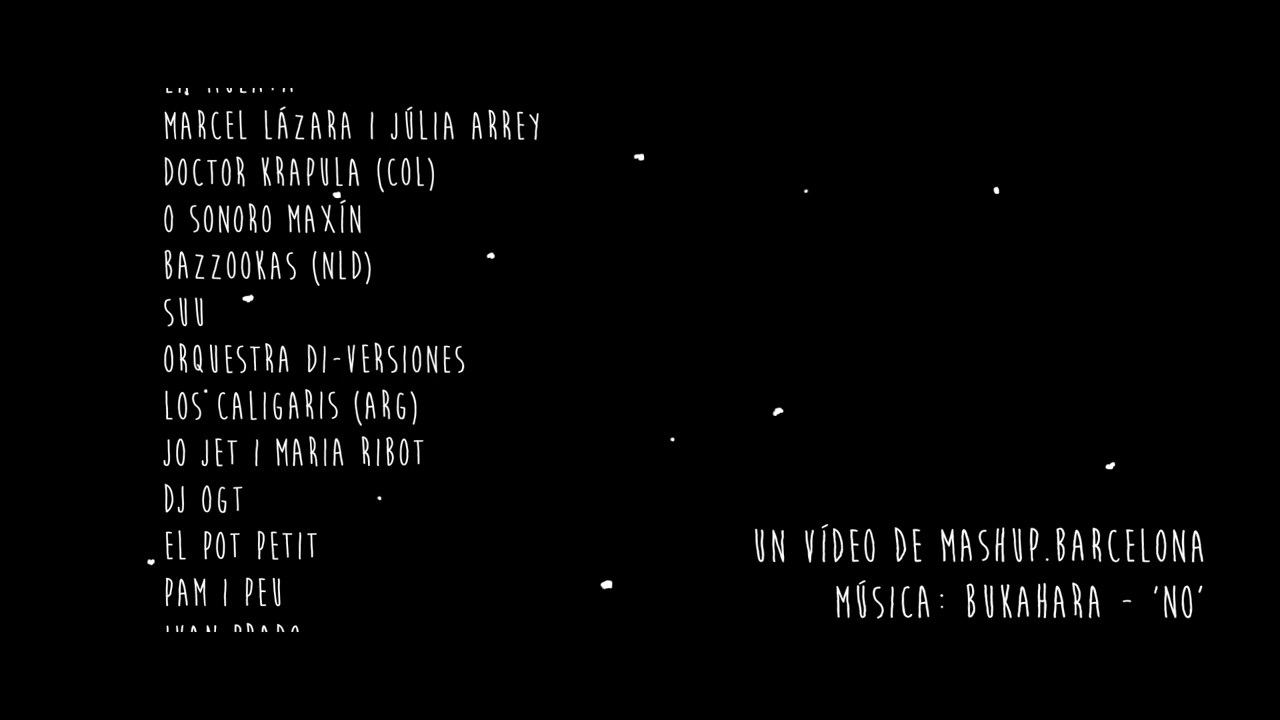 MARCEL LÁZARA I JÚLIA ARREY
DOCTOR KRAPULA (COL)
O SONORO MAXÍN
BAZZOOKAS (NLD)
SUU
ORQUESTRA DI-VERSIONES
LOS CALIGARIS (ARG)
JO JET I MARIA RIBOT
DJ OGT
EL POT PETIT
PAM I PEU
UN VÍDEO DE MASHUP.BARCELONA
MÚSICA: BUKAHARA - 'NO'